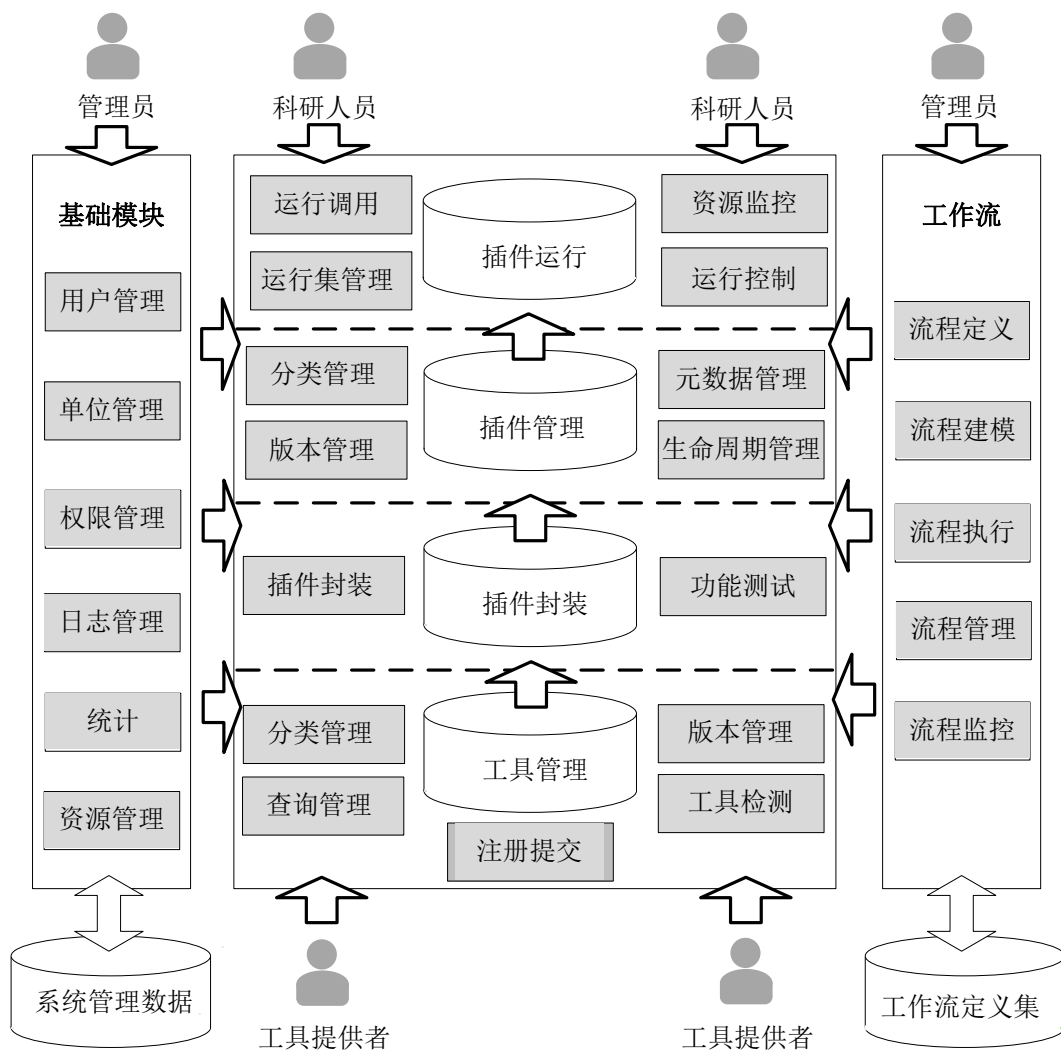 管理员
科研人员
科研人员
管理员
基础模块
用户管理
单位管理
权限管理
日志管理
统计
资源管理
运行调用
运行集管理
插件运行
资源监控
运行控制
分类管理
版本管理
插件管理
元数据管理
生命周期管理
插件封装
插件封装
功能测试
分类管理
查询管理
工具管理
版本管理
工具检测
注册提交
工作流
流程定义
流程建模
流程执行
流程管理
流程监控
系统管理数据
工具提供者
工具提供者
工作流定义集